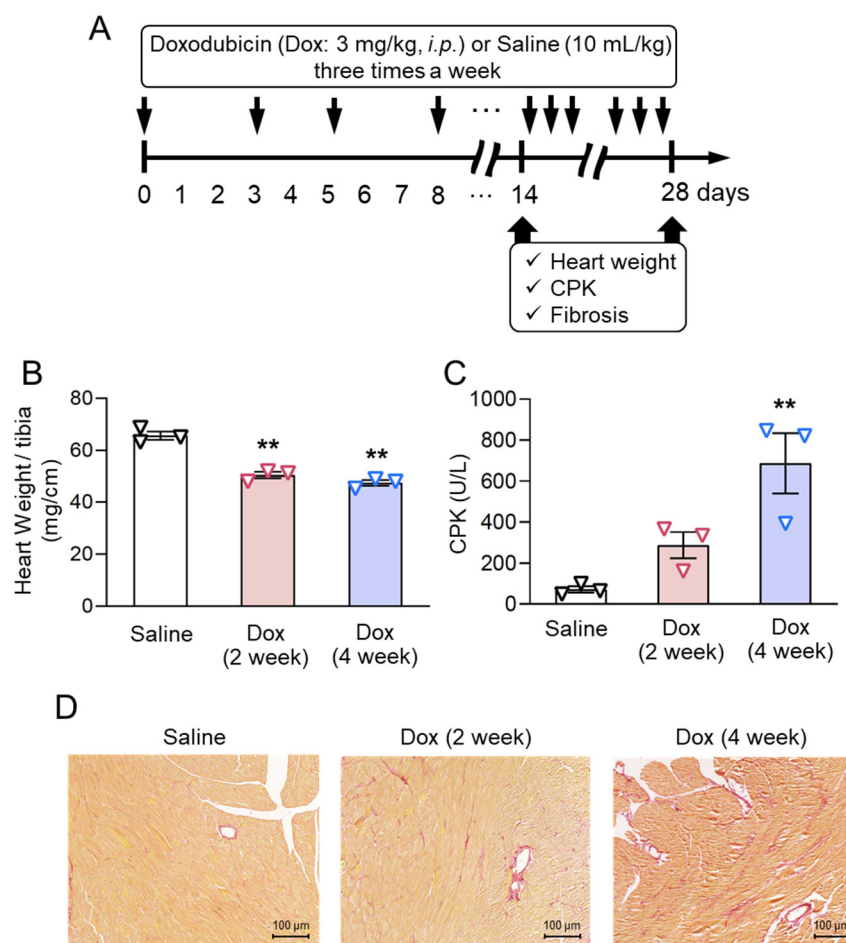 A
Doxodubicin (Dox: 3 mg/kg, i.p.) or Saline (10 mL/kg)
three times a week
...
0 1 2 3 4 5 6 7 8 ... 14 28 days
✓ Heart weight
✓ CPK
✓ Fibrosis
B
Heart Weight / tibia
(mg/cm)
80
60
40
20
0
**
**
Saline
Dox
(2 week)
Dox
(4 week)
C
CPK (U/L)
1000
800
600
400
200
0
**
Saline
Dox
(2 week)
Dox
(4 week)
D
Saline
Dox (2 week)
Dox (4 week)
100 µm
100 µm
100 µm